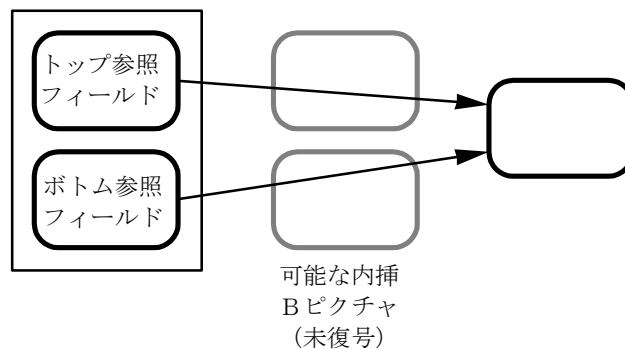 トップ参照
フィールド
ボトム参照
フィールド
可能な内挿
Ｂピクチャ
（未復号）